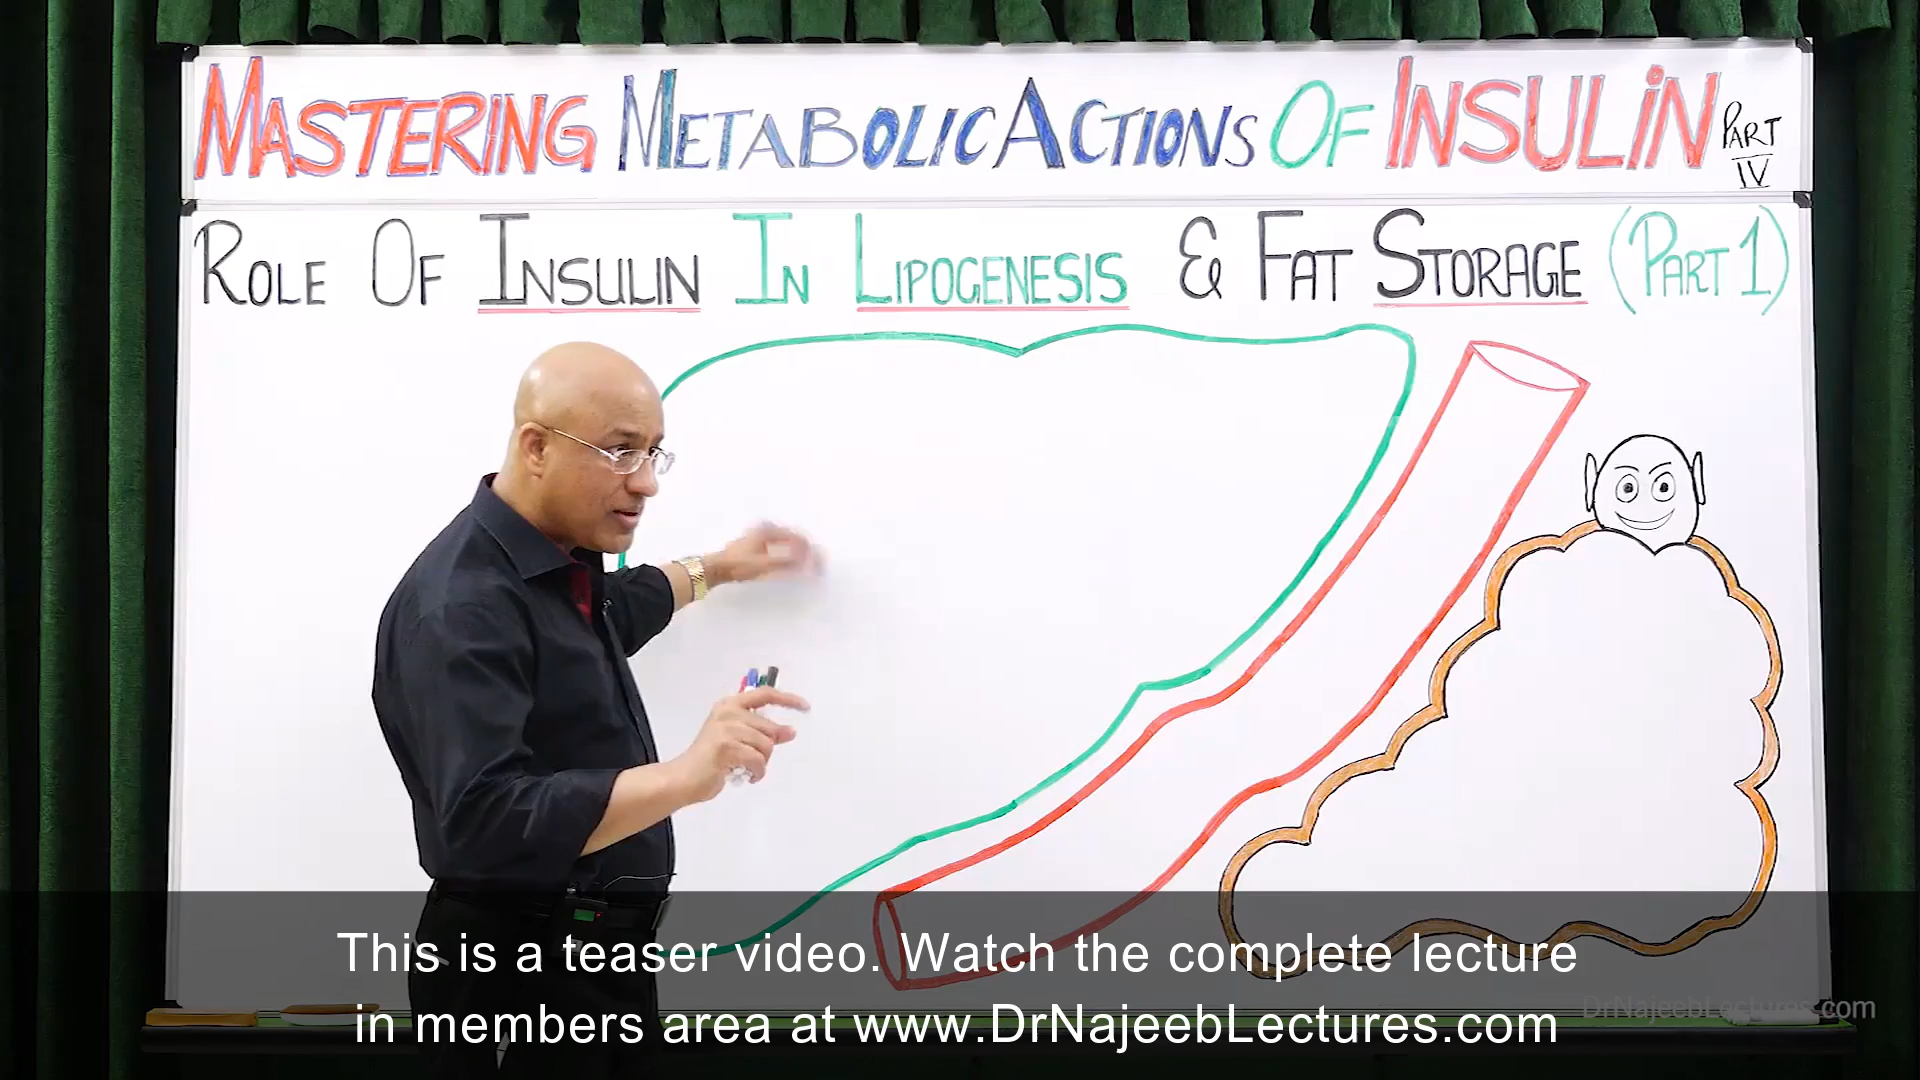 MASTERING METABOLIC ACTIONS OF INSULIN PART IV
ROLE OF INSULIN IN LIPOGENESIS & FAT STORAGE (PART 1)
This is a teaser video. Watch the complete lecture
in members area at www.DrNajeebLectures.com
DrNajeebLectures.com